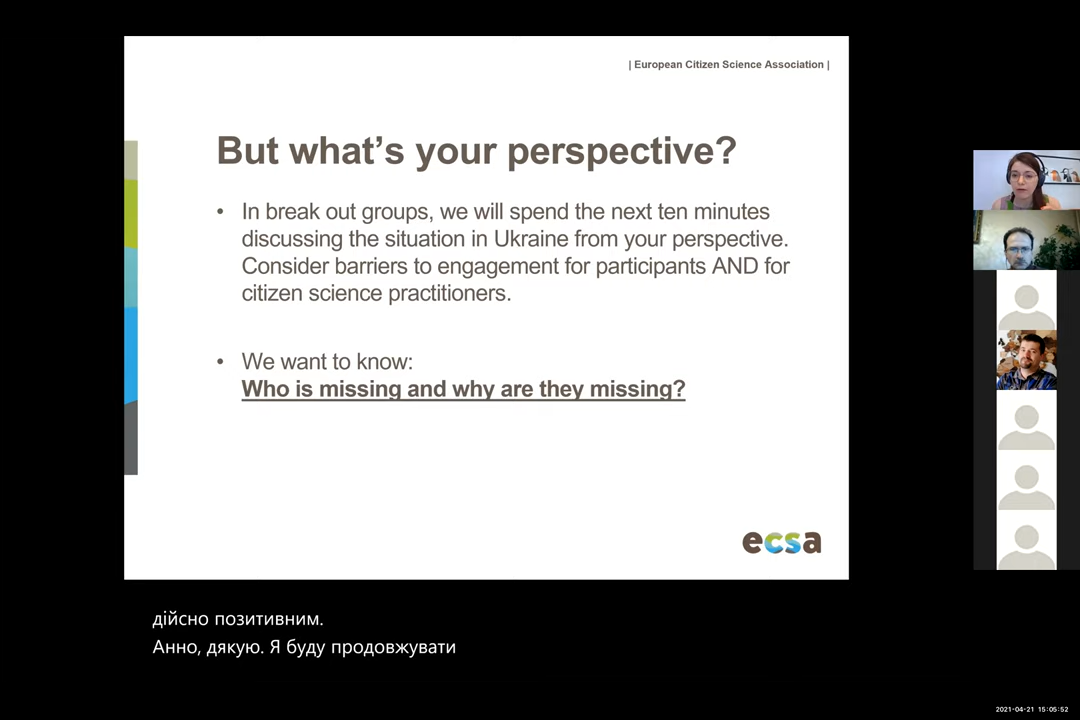 | European Citizen Science Association |
But what’s your perspective?
• In break out groups, we will spend the next ten minutes
discussing the situation in Ukraine from your perspective.
Consider barriers to engagement for participants AND for
citizen science practitioners.
• We want to know:
Who is missing and why are they missing?
ecsa
дійсно позитивним.
Анно, дякую. Я буду продовжувати
2021-04-21 15:05:52